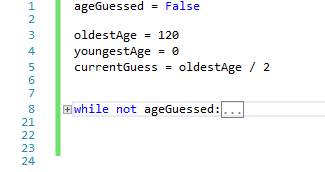 1 ageGuessed = False
2
3 oldestAge = 120
4 youngestAge = 0
5 currentGuess = oldestAge / 2
6
7
8 while not ageGuessed:...
21
22
23
24